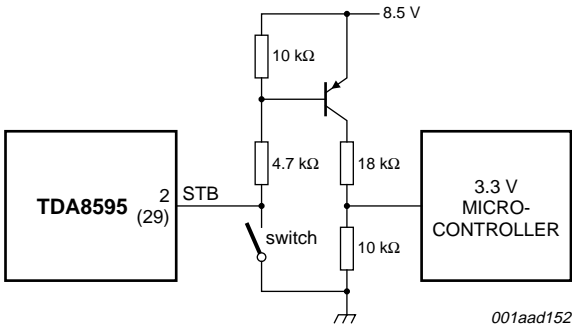 8.5 V
10 kΩ
4.7 kΩ
18 kΩ
TDA8595
2
(29)
STB
switch
10 kΩ
3.3 V
MICRO-
CONTROLLER
001aad152